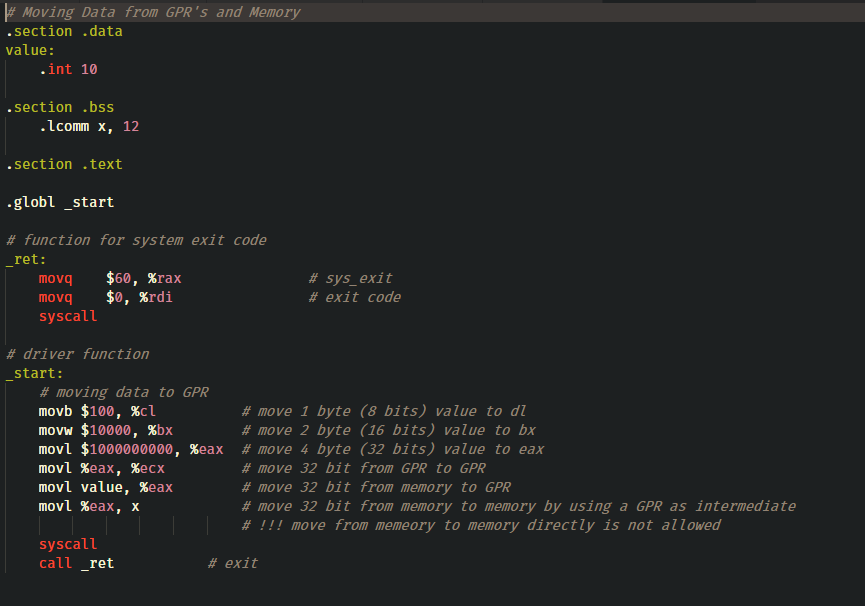 # Moving Data from GPR's and Memory
.section .data
value:
    .int 10
.section .bss
    .lcomm x, 12
.section .text
.globl _start
# function for system exit code
_ret:
    movq    $60, %rax               # sys_exit
    movq    $0, %rdi                # exit code
    syscall
# driver function
_start:
    # moving data to GPR
    movb $100, %cl          # move 1 byte (8 bits) value to dl
    movw $10000, %bx        # move 2 byte (16 bits) value to bx
    movl $1000000000, %eax  # move 4 byte (32 bits) value to eax
    movl %eax, %ecx         # move 32 bit from GPR to GPR
    movl value, %eax        # move 32 bit from memory to GPR
    movl %eax, x            # move 32 bit from memory to memory by using a GPR as intermediate
                            # !!! move from memeory to memory directly is not allowed
    syscall
    call _ret           # exit